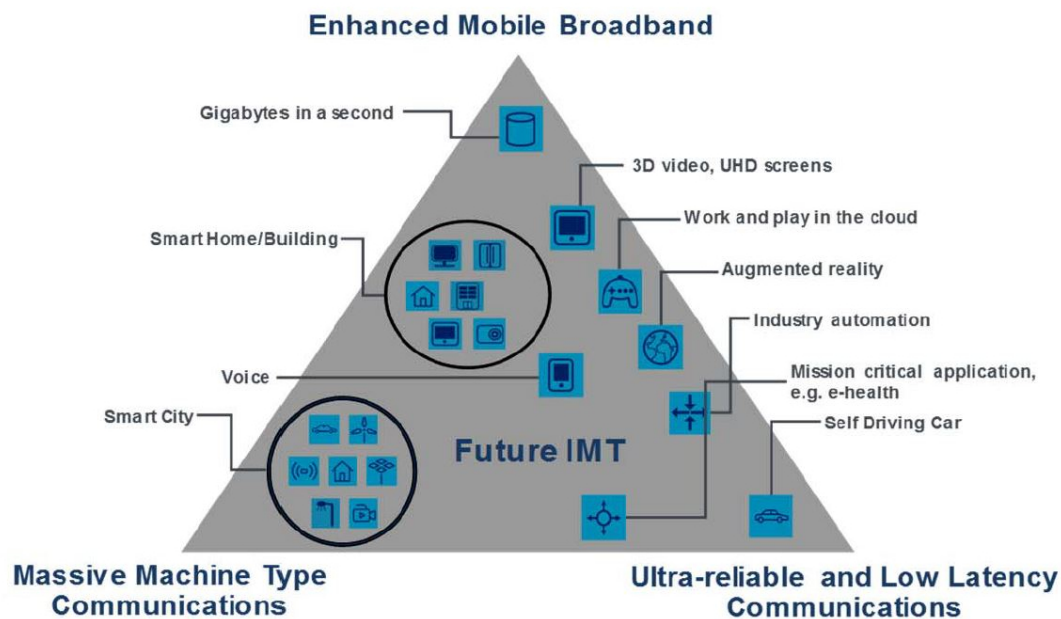 Enhanced Mobile Broadband
Gigabytes in a second
3D video, UHD screens
Work and play in the cloud
Smart Home/Building
Augmented reality
Industry automation
Mission critical application,
e.g. e-health
Voice
Smart City
Self Driving Car
Future IMT
Massive Machine Type
Communications
Ultra-reliable and Low Latency
Communications